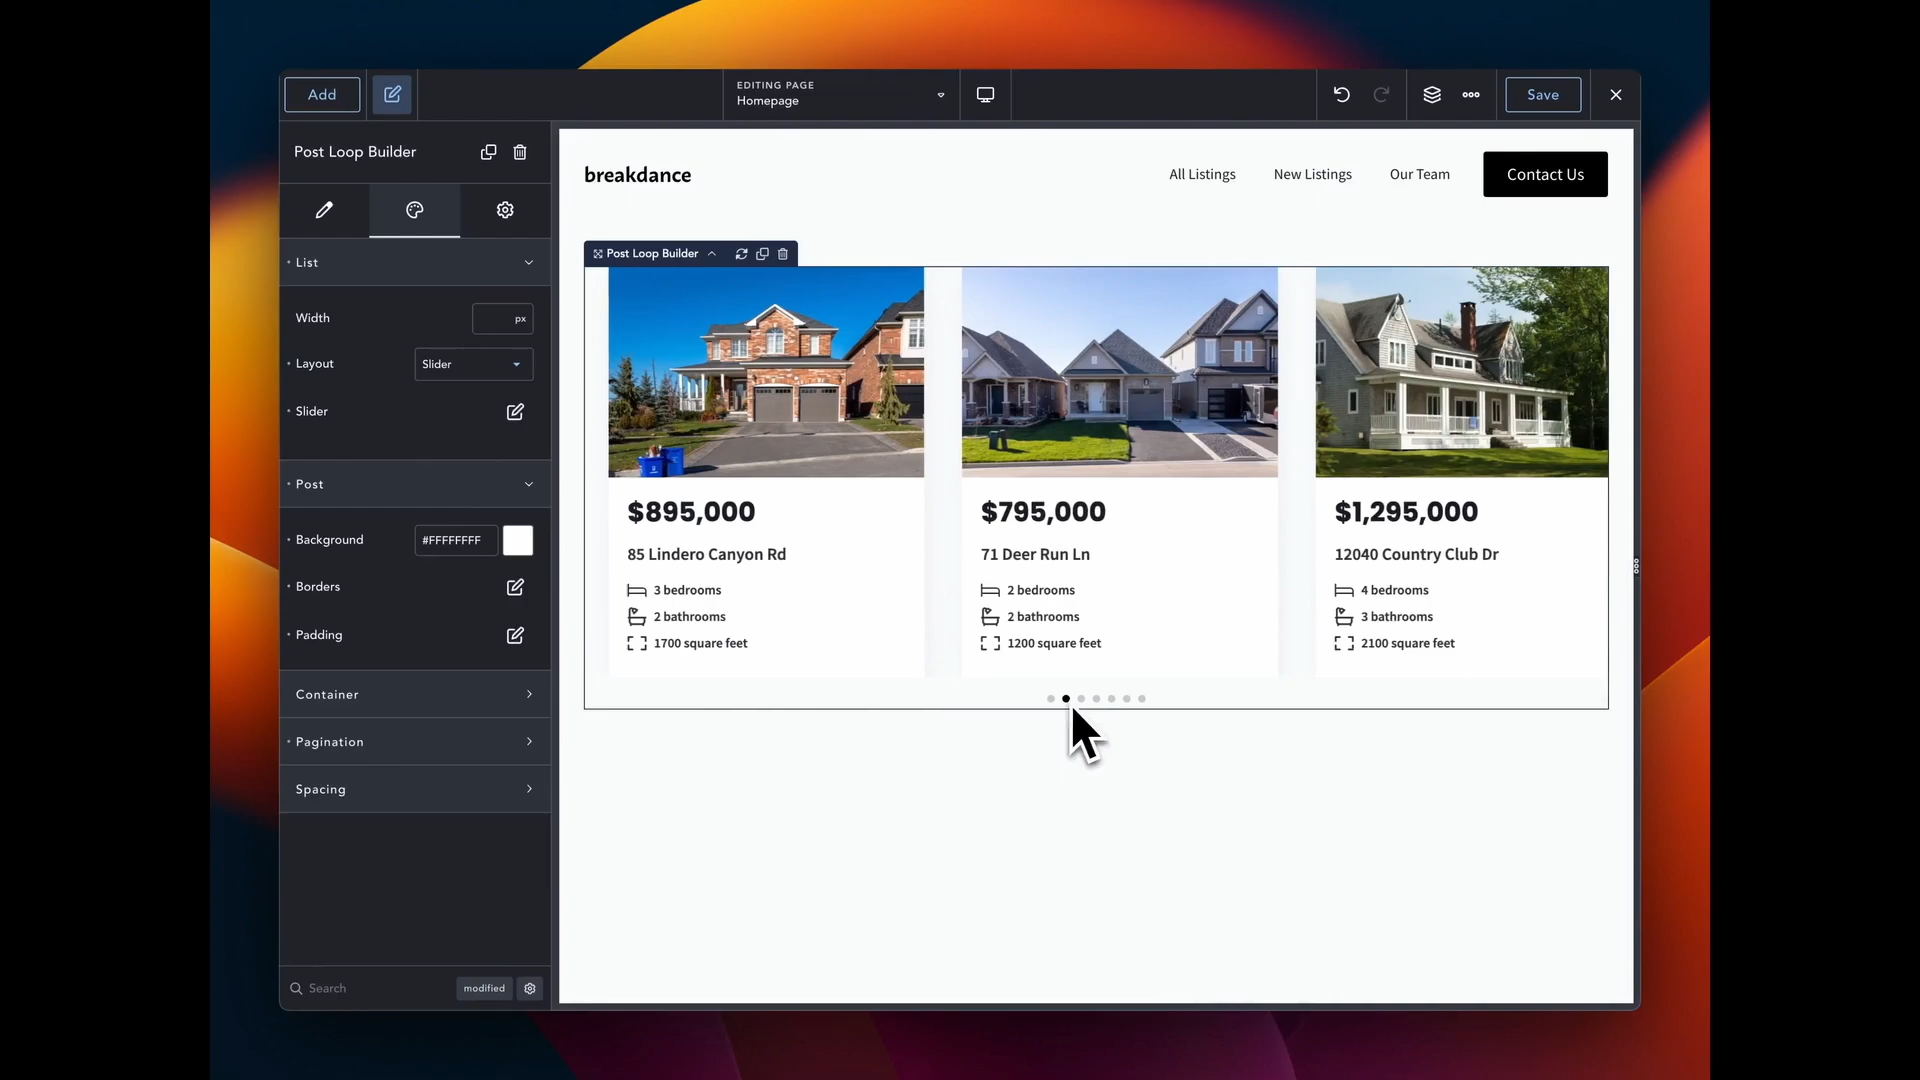 Add
EDITING PAGE
Homepage
Save
Post Loop Builder
List
Width
px
Layout
Slider
Slider
Post
Background
#FFFFFFFF
Borders
Padding
Container
Pagination
Spacing
Search
modified
breakdance
All Listings
New Listings
Our Team
Contact Us
Post Loop Builder
$895,000
85 Lindero Canyon Rd
3 bedrooms
2 bathrooms
1700 square feet
$795,000
71 Deer Run Ln
2 bedrooms
2 bathrooms
1200 square feet
$1,295,000
12040 Country Club Dr
4 bedrooms
3 bathrooms
2100 square feet